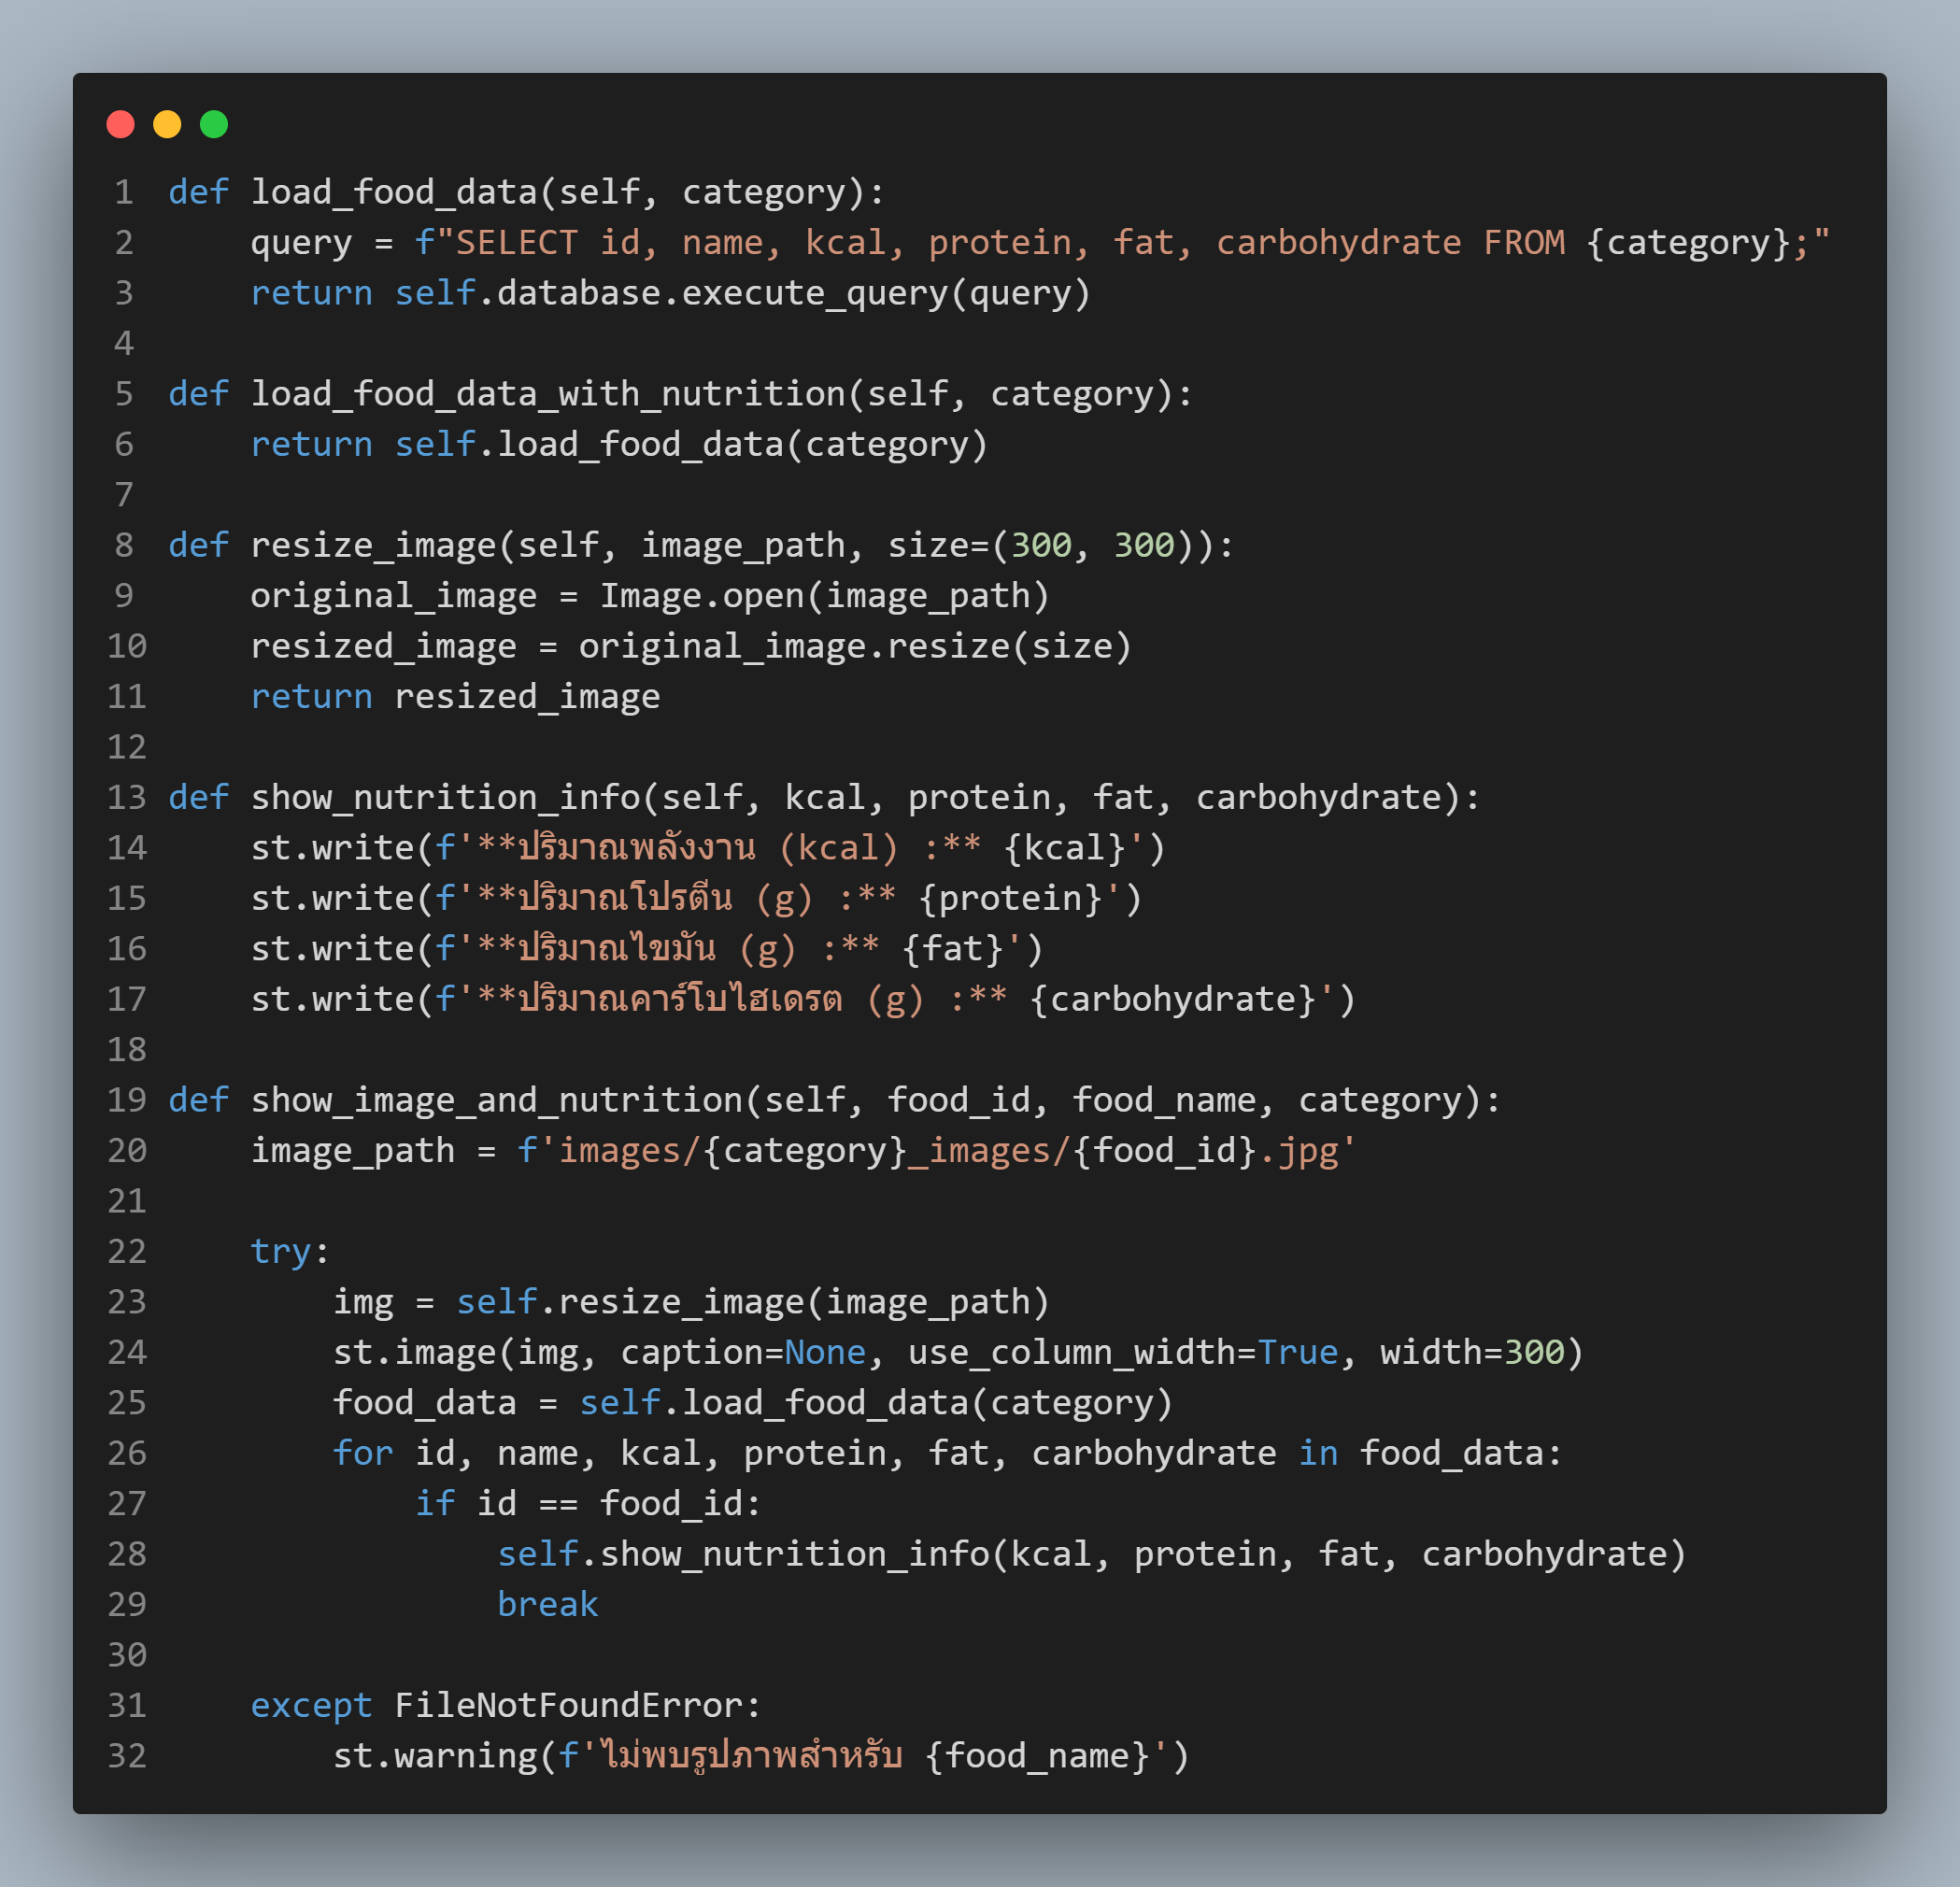 1 def load_food_data(self, category):
2     query = f"SELECT id, name, kcal, protein, fat, carbohydrate FROM {category};"
3     return self.database.execute_query(query)
4
5 def load_food_data_with_nutrition(self, category):
6     return self.load_food_data(category)
7
8 def resize_image(self, image_path, size=(300, 300)):
9     original_image = Image.open(image_path)
10     resized_image = original_image.resize(size)
11     return resized_image
12
13 def show_nutrition_info(self, kcal, protein, fat, carbohydrate):
14     st.write(f'**ปริมาณพลังงาน (kcal) :** {kcal}')
15     st.write(f'**ปริมาณโปรตีน (g) :** {protein}')
16     st.write(f'**ปริมาณไขมัน (g) :** {fat}')
17     st.write(f'**ปริมาณคาร์โบไฮเดรต (g) :** {carbohydrate}')
18
19 def show_image_and_nutrition(self, food_id, food_name, category):
20     image_path = f'images/{category}_images/{food_id}.jpg'
21
22     try:
23         img = self.resize_image(image_path)
24         st.image(img, caption=None, use_column_width=True, width=300)
25         food_data = self.load_food_data(category)
26         for id, name, kcal, protein, fat, carbohydrate in food_data:
27             if id == food_id:
28                 self.show_nutrition_info(kcal, protein, fat, carbohydrate)
29                 break
30
31     except FileNotFoundError:
32         st.warning(f'ไม่พบรูปภาพสำหรับ {food_name}')